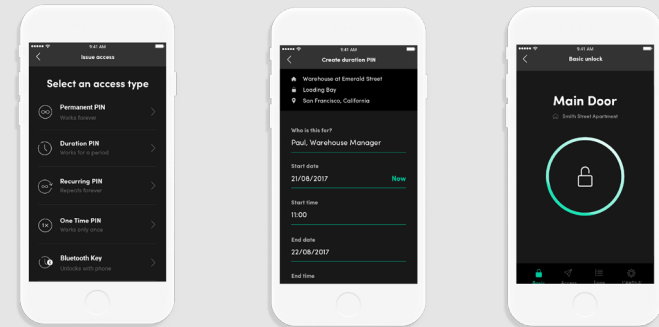 9:41 AM
Issue access
Select an access type
Permanent PIN
Works forever
Duration PIN
Works for a period
Recurring PIN
Repeats forever
One Time PIN
Works only once
Bluetooth Key
Unlocks with phone
9:41 AM
Create duration PIN
Warehouse at Emerald Street
Loading Bay
San Francisco, California
Who is this for?
Paul, Warehouse Manager
Start date
21/08/2017 Now
Start time
11:00
End date
22/08/2017
End time
9:41 AM
Basic unlock
Main Door
Smith Street Apartment